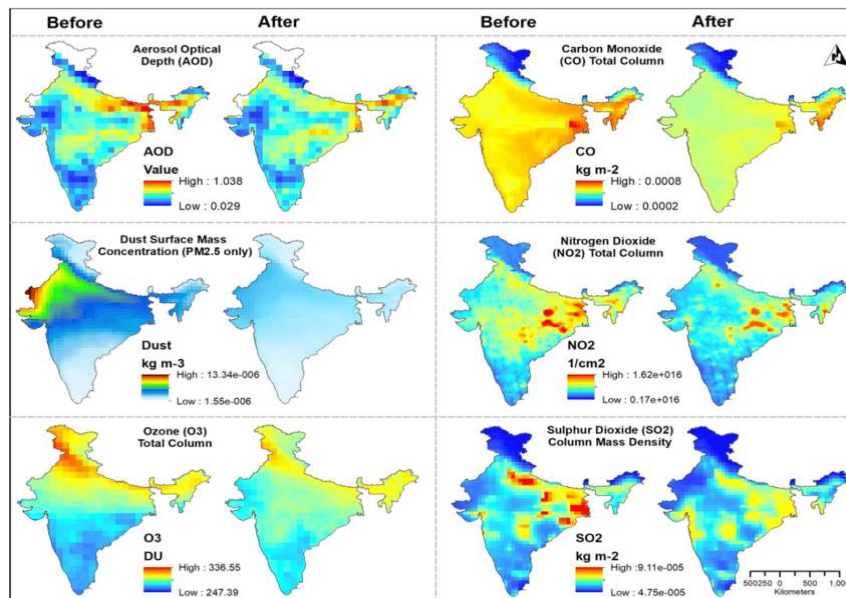 Before After Before After
Aerosol Optical
Depth (AOD)
AOD
Value
High : 1.038
Low : 0.029
Carbon Monoxide
(CO) Total Column
CO
kg m-2
High : 0.0008
Low : 0.0002
Dust Surface Mass
Concentration (PM2.5 only)
Dust
kg m-3
High : 13.34e-006
Low : 1.55e-006
Nitrogen Dioxide
(NO2) Total Column
NO2
1/cm2
High : 1.62e+016
Low : 0.17e+016
Ozone (O3)
Total Column
O3
DU
High : 336.55
Low : 247.39
Sulphur Dioxide (SO2)
Column Mass Density
SO2
kg m-2
High :9.11e-005
Low : 4.75e-005
500250 0 500 1,00
Kilometers